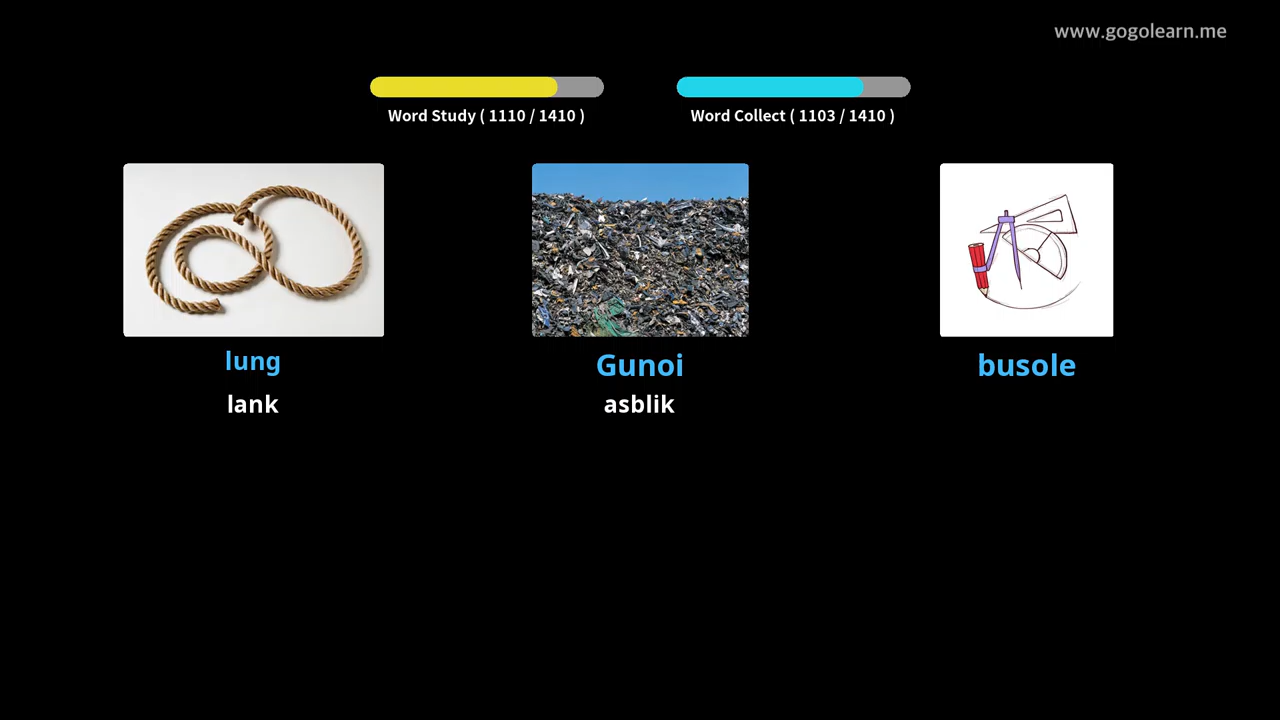 www.gogolearn.me
Word Study ( 1110 / 1410 )
Word Collect ( 1103 / 1410 )
lung
lank
Gunoi
asblik
busole